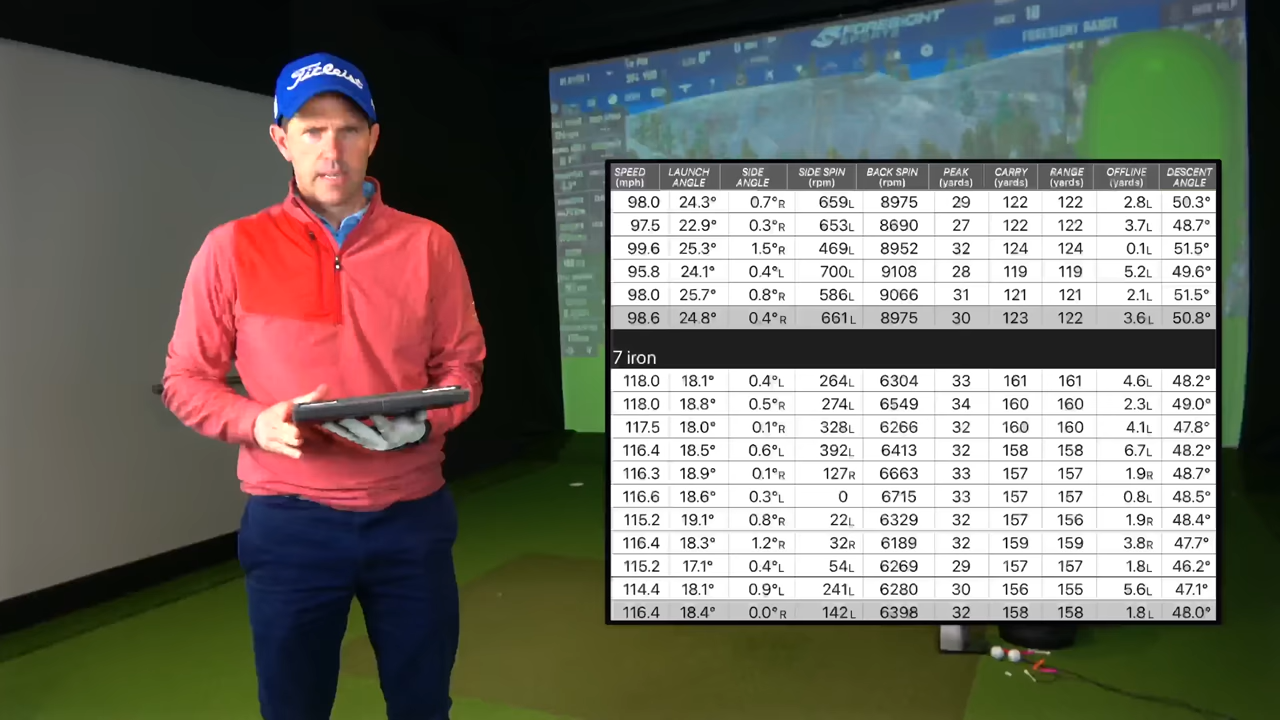 Titleist
FORESIGHT
SPORTS
SPEED (mph) LAUNCH ANGLE SIDE ANGLE SIDE SPIN (rpm) BACK SPIN (rpm) PEAK (yards) CARRY (yards) RANGE (yards) OFFLINE (yards) DESCENT ANGLE
98.0 24.3° 0.7°R 659L 8975 29 122 122 2.8L 50.3°
97.5 22.9° 0.3°R 653L 8690 27 122 122 3.7L 48.7°
99.6 25.3° 1.5°R 469L 8952 32 124 124 0.1L 51.5°
95.8 24.1° 0.4°L 700L 9108 28 119 119 5.2L 49.6°
98.0 25.7° 0.8°R 586L 9066 31 121 121 2.1L 51.5°
98.6 24.8° 0.4°R 661L 8975 30 123 122 3.6L 50.8°
7 iron
118.0 18.1° 0.4°L 264L 6304 33 161 161 4.6L 48.2°
118.0 18.8° 0.5°R 274L 6549 34 160 160 2.3L 49.0°
117.5 18.0° 0.1°R 328L 6266 32 160 160 4.1L 47.8°
116.4 18.5° 0.6°L 392L 6413 32 158 158 6.7L 48.2°
116.3 18.9° 0.1°R 127R 6663 33 157 157 1.9R 48.7°
116.6 18.6° 0.3°L 0 6715 33 157 157 0.8L 48.5°
115.2 19.1° 0.8°R 22L 6329 32 157 156 1.9R 48.4°
116.4 18.3° 1.2°R 32R 6189 32 159 159 3.8R 47.7°
115.2 17.1° 0.4°L 54L 6269 29 157 157 1.8L 46.2°
114.4 18.1° 0.9°L 241L 6280 30 156 155 5.6L 47.1°
116.4 18.4° 0.0°R 142L 6398 32 158 158 1.8L 48.0°